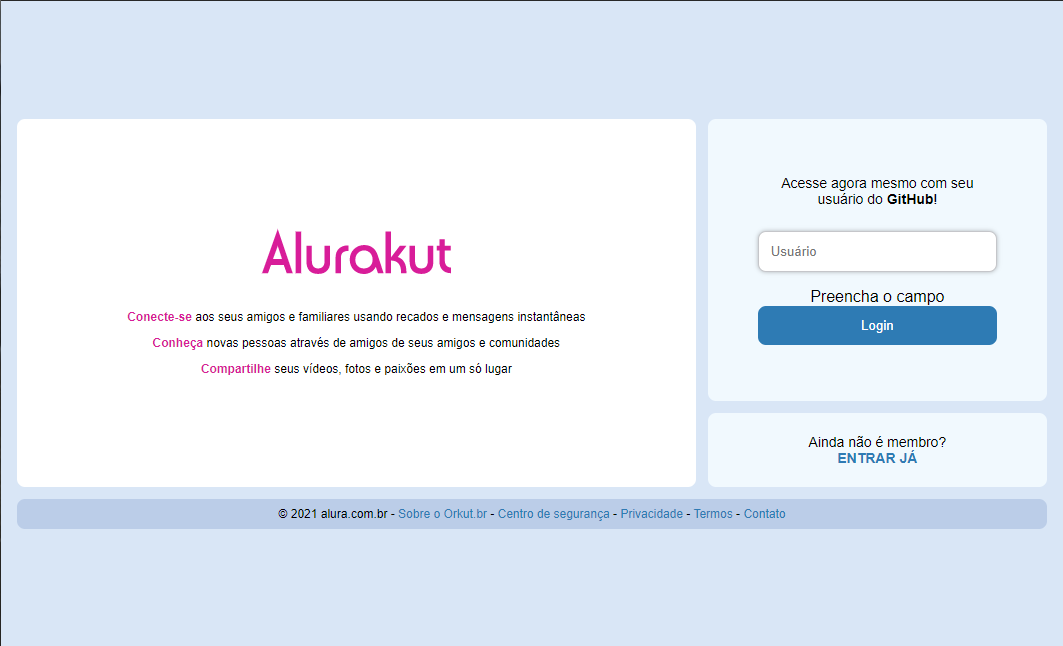 Alurakut
Conecte-se aos seus amigos e familiares usando recados e mensagens instantâneas
Conheça novas pessoas através de amigos de seus amigos e comunidades
Compartilhe seus vídeos, fotos e paixões em um só lugar
Acesse agora mesmo com seu
usuário do GitHub!
Usuário
Preencha o campo
Login
Ainda não é membro?
ENTRAR JÁ
© 2021 alura.com.br - Sobre o Orkut.br - Centro de segurança - Privacidade - Termos - Contato